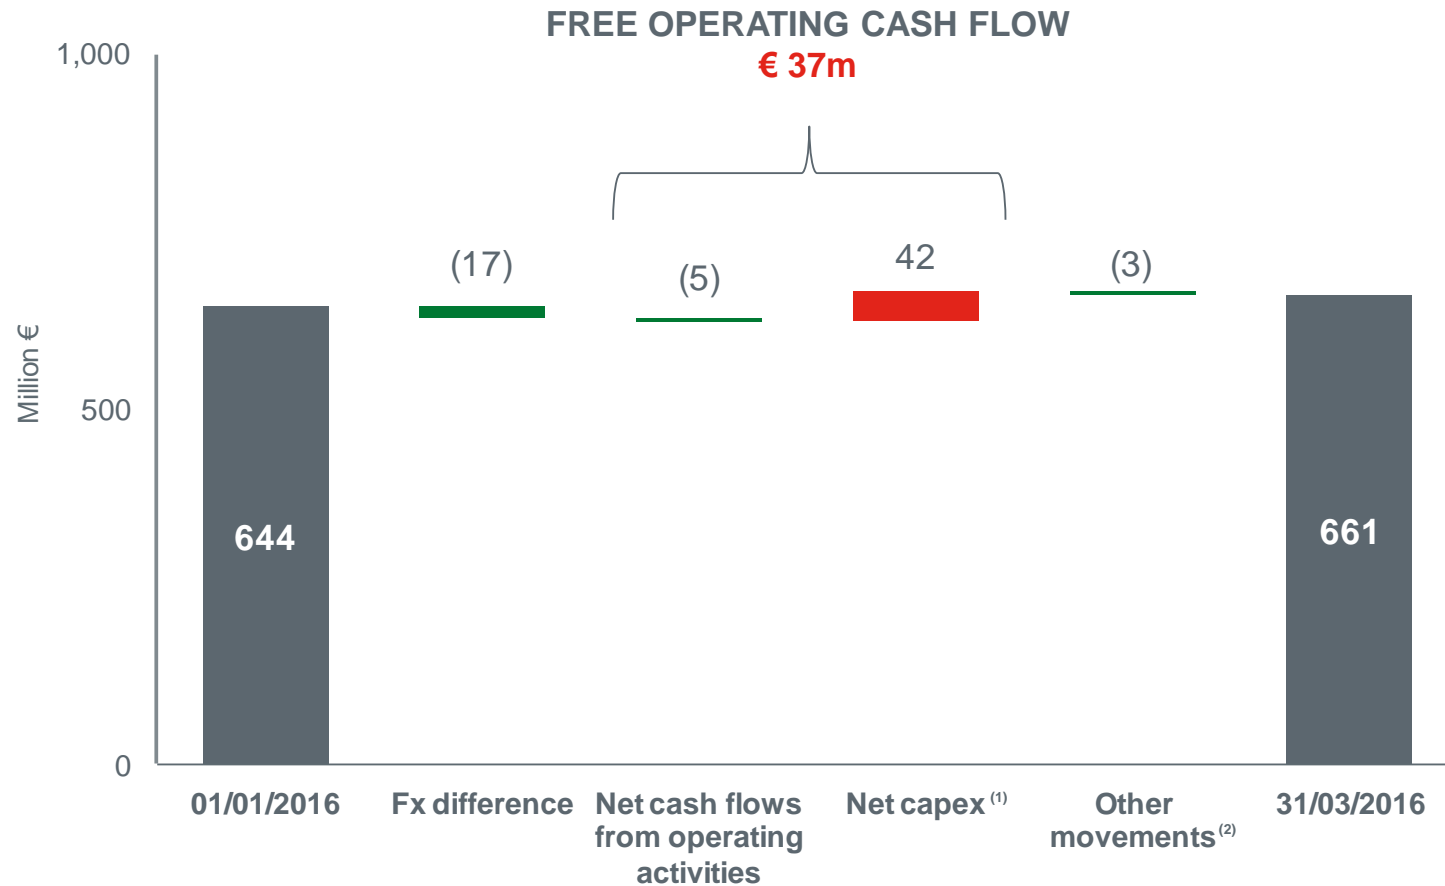 FREE OPERATING CASH FLOW
€ 37m
1,000
500
0
Million €
(17)
(5)
42
(3)
644
661
01/01/2016
Fx difference
Net cash flows
from operating
activities
Net capex (1)
Other
movements (2)
31/03/2016